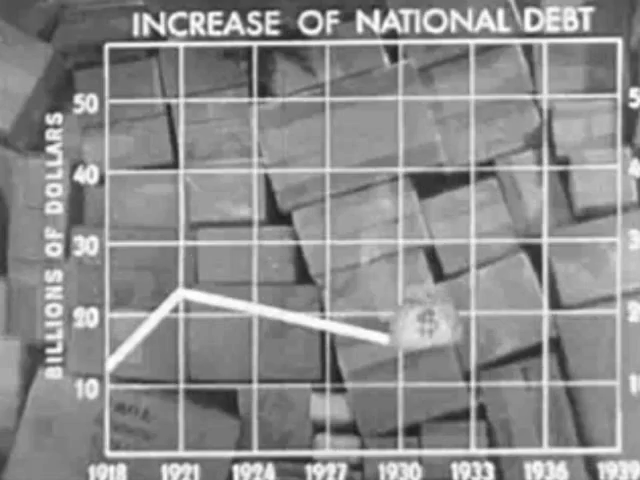 INCREASE OF NATIONAL DEBT
BILLIONS OF DOLLARS
50
40
30
20
10
$
1918 1921 1924 1927 1930 1933 1936 1939